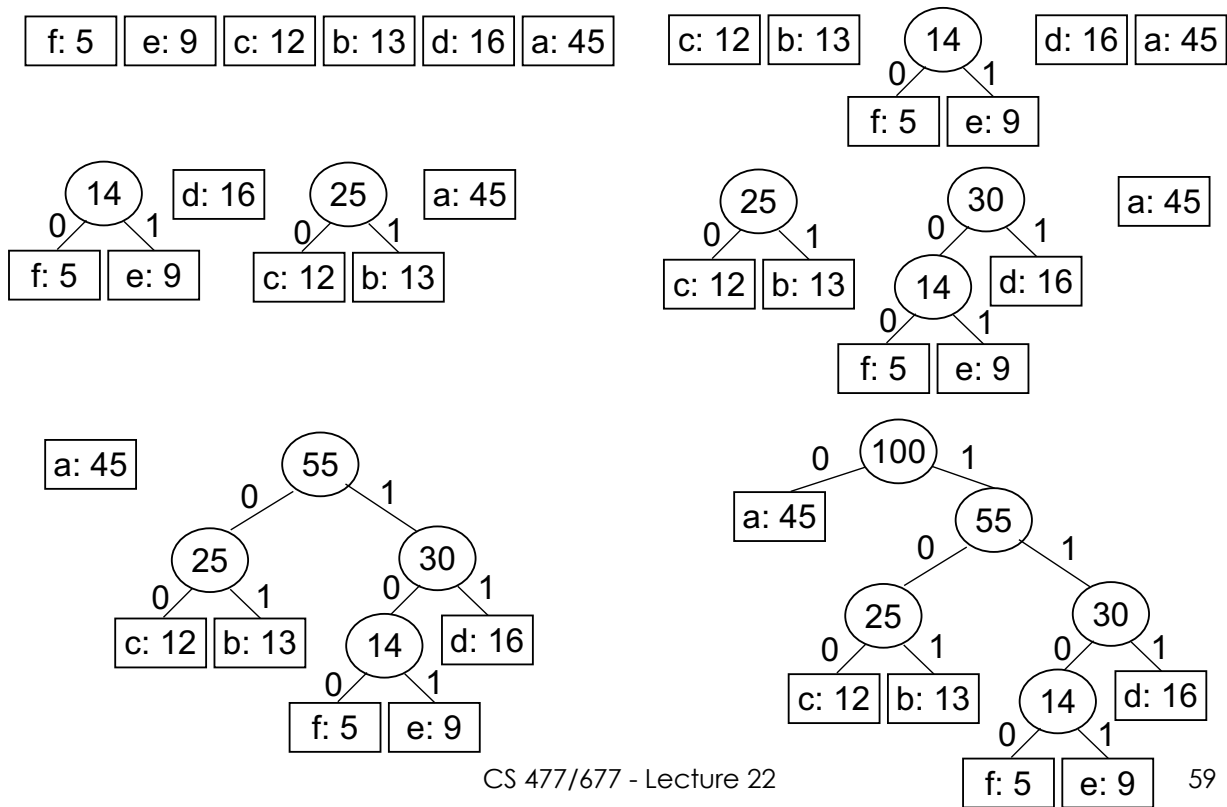 f: 5 e: 9 c: 12 b: 13 d: 16 a: 45
c: 12 b: 13 14 d: 16 a: 45
0 1
f: 5 e: 9
14 d: 16 25 a: 45
0 1 0 1
f: 5 e: 9 c: 12 b: 13
25 30 a: 45
0 1 0 1
c: 12 b: 13 14 d: 16
0 1
f: 5 e: 9
a: 45 55
0 1
25 30
0 1 0 1
c: 12 b: 13 14 d: 16
0 1
f: 5 e: 9
100
0 1
a: 45 55
0 1
25 30
0 1 0 1
c: 12 b: 13 14 d: 16
0 1
f: 5 e: 9
CS 477/677 - Lecture 22 59